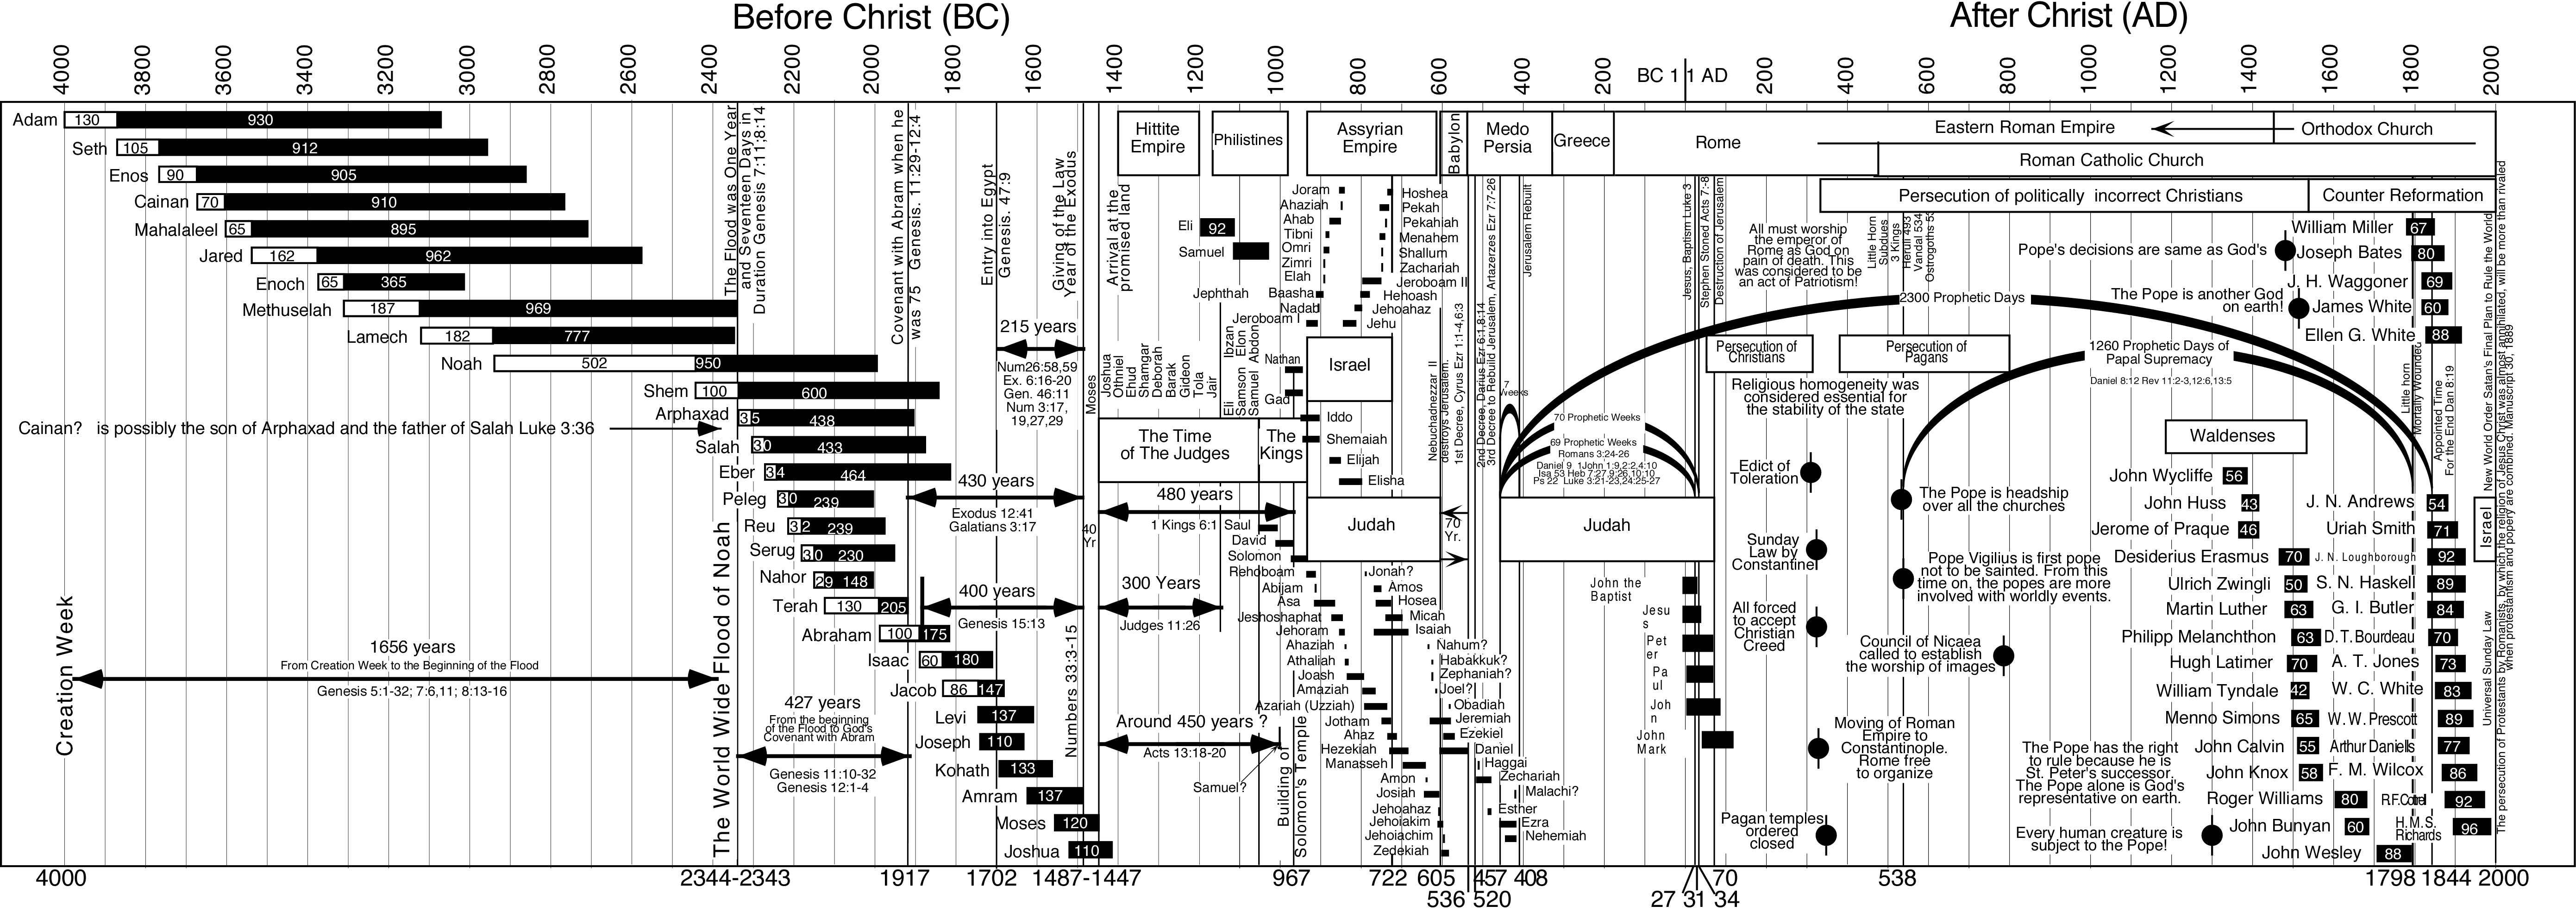 Before Christ (BC)
After Christ (AD)
4000 3800 3600 3400 3200 3000 2800 2600 2400 2200 2000 1800 1600 1400 1200 1000 800 600 400 200 BC 1 1 AD 200 400 600 800 1000 1200 1400 1600 1800 2000
Adam 130 930
Seth 105 912
Enos 90 905
Cainan 70 910
Mahalaleel 65 895
Jared 162 962
Enoch 65 365
Methuselah 187 969
Lamech 182 777
Noah 502 950
Shem 100 600
Arphaxad 35 438
Cainan? is possibly the son of Arphaxad and the father of Salah Luke 3:36
Salah 30 433
Eber 34 464
Peleg 30 239
Reu 32 239
Serug 30 230
Nahor 29 148
Terah 130 205
Abraham 100 175
Isaac 60 180
Jacob 86 147
Levi 137
Joseph 110
Kohath 133
Amram 137
Moses 120
Joshua 110
Creation Week
1656 years
From Creation Week to the Beginning of the Flood
Genesis 5:1-32; 7:6,11; 8:13-16
The World Wide Flood of Noah
The Flood was One Year
and Seventeen Days in
Duration Genesis 7:11;8:14
427 years
From the beginning
of the Flood to God's
Covenant with Abram
Genesis 11:10-32
Genesis 12:1-4
Covenant with Abram when he
was 75 Genesis. 11:29-12:4
Entry into Egypt
Genesis. 47:9
Giving of the Law
Year of the Exodus
215 years
Num26:58,59
Ex. 6:16-20
Gen. 46:11
Num 3:17,
19,27,29
430 years
Exodus 12:41
Galatians 3:17
400 years
Genesis 15:13
Numbers 33:3-15
40
Yr
Moses
Arrival at the
promised land
Joshua
Othniel
Ehud
Shamgar
Deborah
Barak
Gideon
Tola
Jair
Jephthah
Ibzan
Elon
Abdon
Eli
Samson
Samuel
Hittite
Empire
Philistines
Assyrian
Empire
Babylon
Medo
Persia
Greece
Rome
Eastern Roman Empire
Orthodox Church
Roman Catholic Church
Persecution of politically incorrect Christians
Counter Reformation
Eli 92
Samuel
The Time
of The Judges
The
Kings
480 years
1 Kings 6:1
300 Years
Judges 11:26
Around 450 years ?
Acts 13:18-20
Samuel?
Building of
Solomon's Temple
Joram
Ahaziah
Ahab
Tibni
Omri
Zimri
Elah
Baasha
Nadab
Jeroboam I
Hoshea
Pekah
Pekahiah
Menahem
Shallum
Zachariah
Jeroboam II
Hehoash
Jehoahaz
Jehu
Israel
Nathan
Gad
Iddo
Shemaiah
Elijah
Elisha
Judah
Saul
David
Solomon
Rehoboam
Abijam
Asa
Jeshoshaphat
Jehoram
Ahaziah
Athaliah
Joash
Amaziah
Azariah (Uzziah)
Jotham
Ahaz
Hezekiah
Manasseh
Amon
Josiah
Jehoahaz
Jehoiakim
Jehoiachim
Zedekiah
Jonah?
Amos
Hosea
Micah
Isaiah
Nahum?
Habakkuk?
Zephaniah?
Joel?
Obadiah
Jeremiah
Ezekiel
Daniel
Haggai
Zechariah
Malachi?
Esther
Ezra
Nehemiah
Nebuchadnezzar II
destroys Jerusalem.
1st Decree, Cyrus Ezr 1:1-4,6:3
2nd Decree, Darius Ezr 6:1,8:14
3rd Decree to Rebuild Jerusalem, Artazerzes Ezr 7:7-26
Jerusalem Rebuilt
70
Yr.
7
Weeks
70 Prophetic Weeks
69 Prophetic Weeks
Romans 3:24-26
Daniel 9 1John 1:9,2:2,4:10
Isa 53 Heb 7:27,9:26,10:10
Ps 22 Luke 3:21-23,24:25-27
Judah
Jesus, Baptism Luke 3
Stephen Stoned Acts 7:-8
Destruction of Jerusalem
John the
Baptist
Jesu
s
Pet
er
Pa
ul
Joh
n
John
Mark
All must worship
the emperor of
Rome as God on
pain of death. This
was considered to be
an act of Patriotism!
Little Horn
Subdues
3 Kings
Heruli 493
Vandal 534
Ostrogoths 53
2300 Prophetic Days
Persecution of
Christians
Persecution of
Pagans
Religious homogeneity was
considered essential for
the stability of the state
1260 Prophetic Days of
Papal Supremacy
Daniel 8:12 Rev 11:2-3,12:6,13:5
Edict of
Toleration
Sunday
Law by
Constantine
All forced
to accept
Christian
Creed
Moving of Roman
Empire to
Constantinople.
Rome free
to organize
Pagan temples
ordered
closed
The Pope is headship
over all the churches
Pope Vigilius is first pope
not to be sainted. From this
time on, the popes are more
involved with worldly events.
Council of Nicaea
called to establish
the worship of images
The Pope has the right
to rule because he is
St. Peter's successor.
The Pope alone is God's
representative on earth.
Every human creature is
subject to the Pope!
Pope's decisions are same as God's
The Pope is another God
on earth!
Waldenses
John Wycliffe 56
John Huss 43
Jerome of Praque 46
Desiderius Erasmus 70
Ulrich Zwingli 50
Martin Luther 63
Philipp Melanchthon 63
Hugh Latimer 70
William Tyndale 42
Menno Simons 65
John Calvin 55
John Knox 58
Roger Williams 80
John Bunyan 60
John Wesley 88
William Miller 67
Joseph Bates 80
J. H. Waggoner 69
James White 60
Ellen G. White 88
J. N. Andrews 54
Uriah Smith 71
J. N. Loughborough 92
S. N. Haskell 89
G. I. Butler 84
D. T. Bourdeau 70
A. T. Jones 73
W. C. White 83
W. W. Prescott 89
Arthur Daniells 77
F. M. Wilcox 86
92
H.M.S.
Richards 96
Little horn
Mortally Wounded
Appointed Time
For the End Dan 8:19
Israel
Universal Sunday Law
New World Order Satan's Final Plan to Rule the World
The persecution of Protestants by Romanists, by which the religion of Jesus Christ was almost annihilated, will be more than rivaled
when protestantism and popery are combined. Manuscript 30, 1889
4000 2344-2343 1917 1702 1487-1447 967 722 605 536 520 457 408 27 31 34 70 538 1798 1844 2000